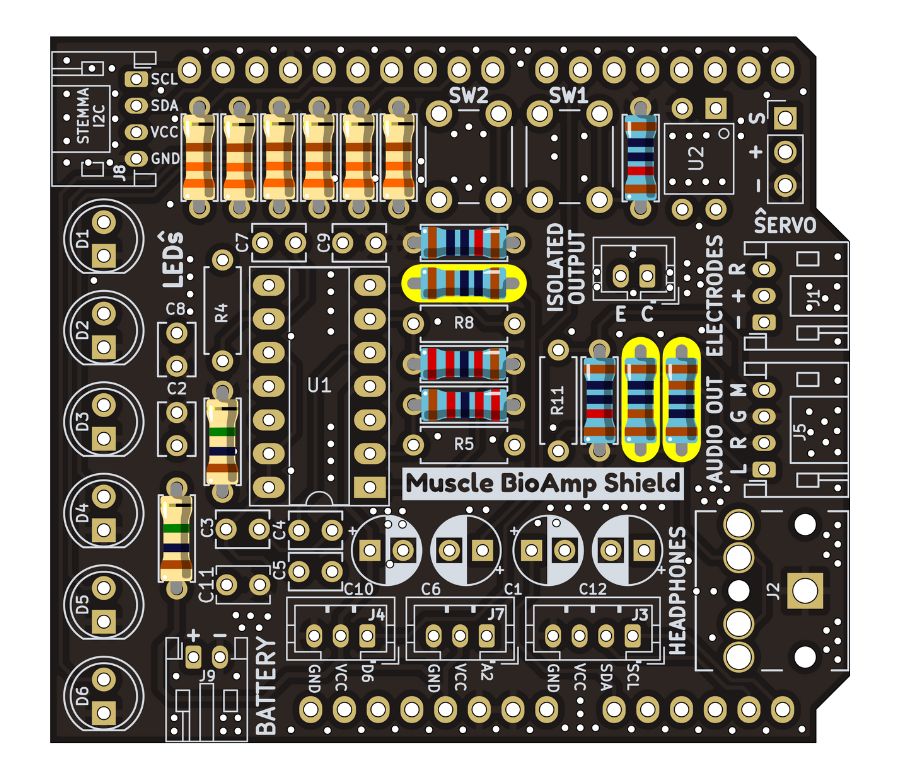 SCL
SDA
VCC
GND
STEMMA
I2C
J8
SW2
SW1
U2
S
+
-
SERVO
D1
LEDs
C7
C9
ISOLATED
OUTPUT
E C
ELECTRODES
R
+
-
J1
D2
C8
R4
R8
U1
C2
R11
D3
R5
AUDIO OUT
L R G M
J5
Muscle BioAmp Shield
D4
C3
C4
+
+
+
+
C5
C11
C10
C6
C1
C12
HEADPHONES
J2
D5
J4
J7
J3
GND
VCC
D6
GND
VCC
A2
GND
VCC
SDA
SCL
+ -
J9
BATTERY
D6